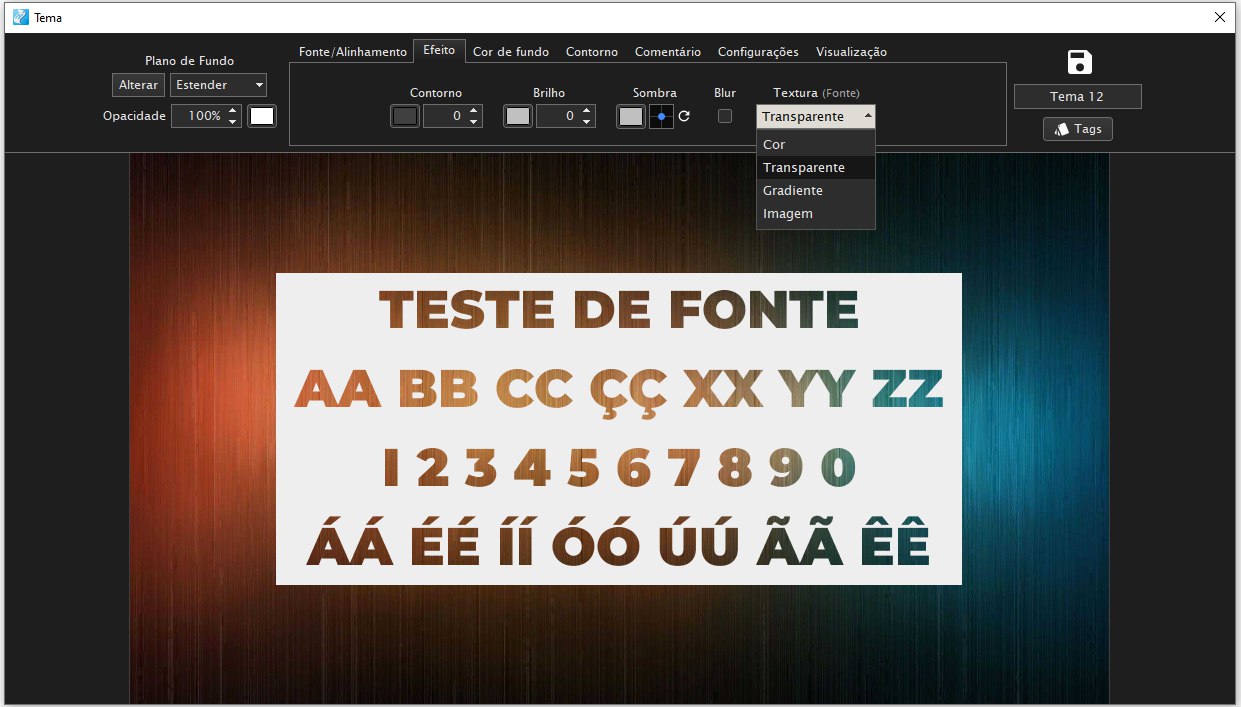 Tema
Plano de Fundo
Alterar
Estender
Opacidade
100%
Fonte/Alinhamento
Efeito
Cor de fundo
Contorno
Comentário
Configurações
Visualização
Contorno
0
Brilho
0
Sombra
Blur
Textura (Fonte)
Transparente
Cor
Transparente
Gradiente
Imagem
Tema 12
Tags
TESTE DE FONTE
AA BB CC ÇÇ XX YY ZZ
1 2 3 4 5 6 7 8 9 0
ÁÁ ÉÉ ÍÍ ÓÓ ÚÚ ÃÃ ÊÊ